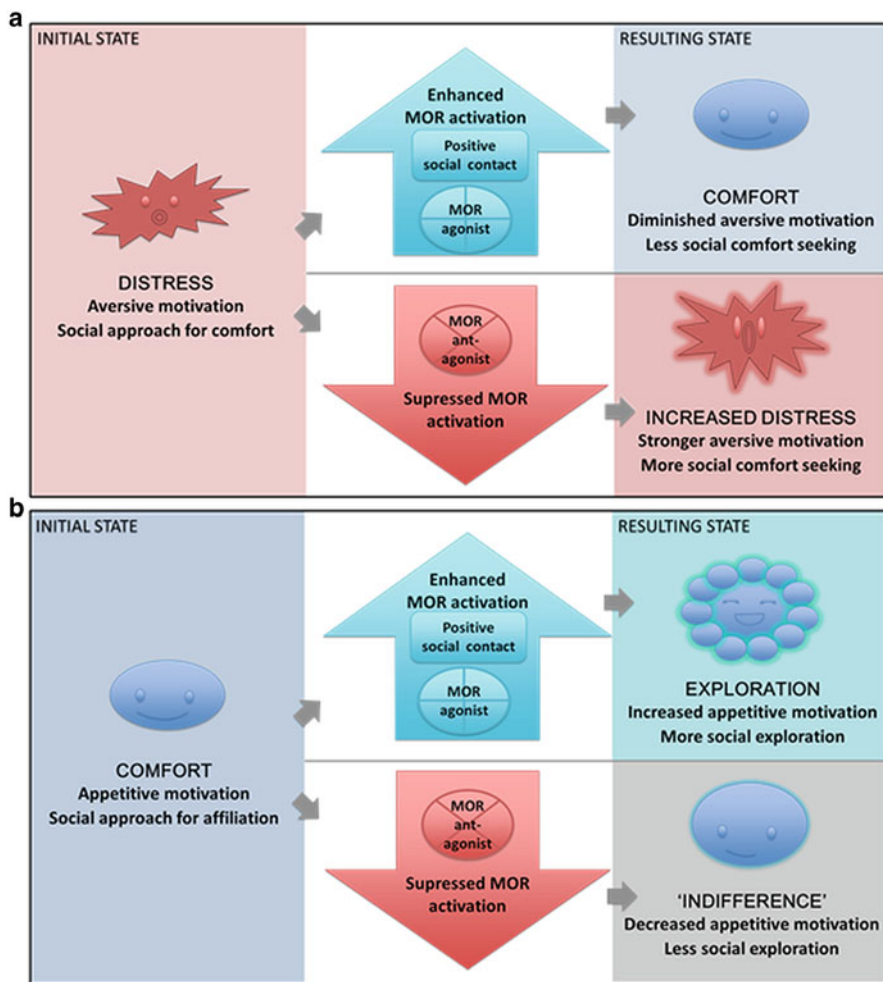 a
INITIAL STATE
DISTRESS
Aversive motivation
Social approach for comfort
Enhanced
MOR activation
Positive
social contact
MOR
agonist
MOR
ant-
agonist
Supressed MOR
activation
RESULTING STATE
COMFORT
Diminished aversive motivation
Less social comfort seeking
INCREASED DISTRESS
Stronger aversive motivation
More social comfort seeking
b
INITIAL STATE
COMFORT
Appetitive motivation
Social approach for affiliation
Enhanced
MOR activation
Positive
social contact
MOR
agonist
MOR
ant-
agonist
Supressed MOR
activation
RESULTING STATE
EXPLORATION
Increased appetitive motivation
More social exploration
‘INDIFFERENCE’
Decreased appetitive motivation
Less social exploration